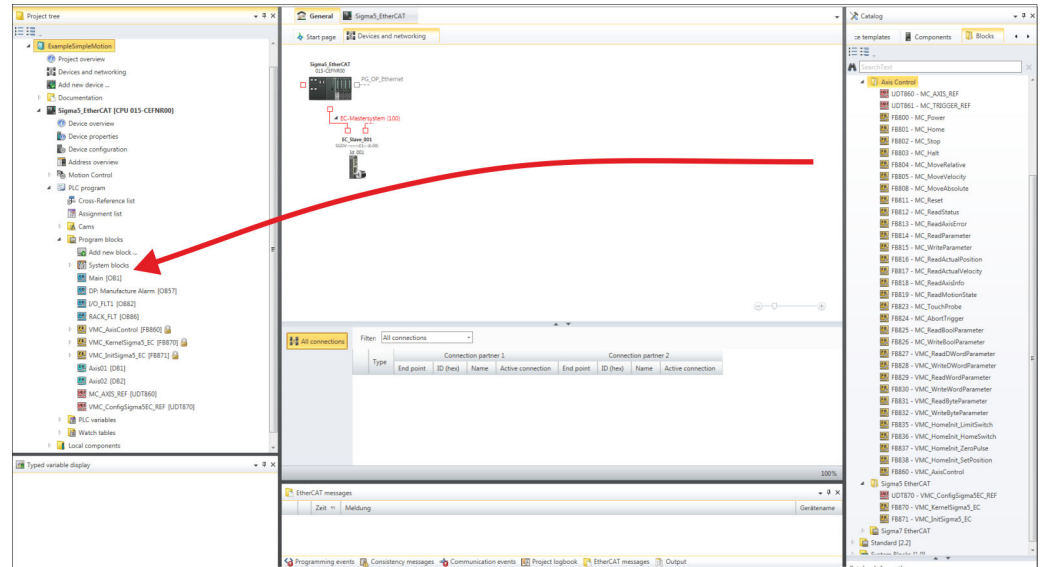 Project tree
ExampleSimpleMotion
Project overview
Devices and networking
Add new device ...
Documentation
Sigma5_EtherCAT [CPU 015-CEFNR00]
Device overview
Device properties
Device configuration
Address overview
Motion Control
PLC program
Cross-Reference list
Assignment list
Cams
Program blocks
Add new block ...
System blocks
Main [OB1]
DP: Manufacture Alarm [OB57]
I/O_FLT1 [OB82]
RACK_FLT [OB86]
VMC_AxisControl [FB860]
VMC_KernelSigma5_EC [FB870]
VMC_InitSigma5_EC [FB871]
Axis01 [DB1]
Axis02 [DB2]
MC_AXIS_REF [UDT860]
VMC_ConfigSigma5EC_REF [UDT870]
PLC variables
Watch tables
Local components
Typed variable display
General
Sigma5_EtherCAT
Start page
Devices and networking
Sigma5_EtherCAT
015-CEFNR00
PG_OP_Ethernet
EC-Mastersystem (100)
EC_Slave_001
All connections
Filter:
All connections
Type
Connection partner 1
Connection partner 2
End point
ID (hex)
Name
Active connection
End point
ID (hex)
Name
Active connection
100%
EtherCAT messages
Zeit
Meldung
Gerätename
Programming events
Consistency messages
Communication events
Project logbook
EtherCAT messages
Output
Catalog
templates
Components
Blocks
SearchText
Axis Control
UDT860 - MC_AXIS_REF
UDT861 - MC_TRIGGER_REF
FB800 - MC_Power
FB801 - MC_Home
FB802 - MC_Stop
FB803 - MC_Halt
FB804 - MC_MoveRelative
FB805 - MC_MoveVelocity
FB808 - MC_MoveAbsolute
FB811 - MC_Reset
FB812 - MC_ReadStatus
FB813 - MC_ReadAxisError
FB814 - MC_ReadParameter
FB815 - MC_WriteParameter
FB816 - MC_ReadActualPosition
FB817 - MC_ReadActualVelocity
FB818 - MC_ReadAxisInfo
FB819 - MC_ReadMotionState
FB823 - MC_TouchProbe
FB824 - MC_AbortTrigger
FB825 - MC_ReadBoolParameter
FB826 - MC_WriteBoolParameter
FB827 - VMC_ReadDWordParameter
FB828 - VMC_WriteDWordParameter
FB829 - VMC_ReadWordParameter
FB830 - VMC_WriteWordParameter
FB831 - VMC_ReadByteParameter
FB832 - VMC_WriteByteParameter
FB835 - VMC_HomeInit_LimitSwitch
FB836 - VMC_HomeInit_HomeSwitch
FB837 - VMC_HomeInit_ZeroPulse
FB838 - VMC_HomeInit_SetPosition
FB860 - VMC_AxisControl
Sigma5 EtherCAT
UDT870 - VMC_ConfigSigma5EC_REF
FB870 - VMC_KernelSigma5_EC
FB871 - VMC_InitSigma5_EC
Sigma7 EtherCAT
Standard [2.2]